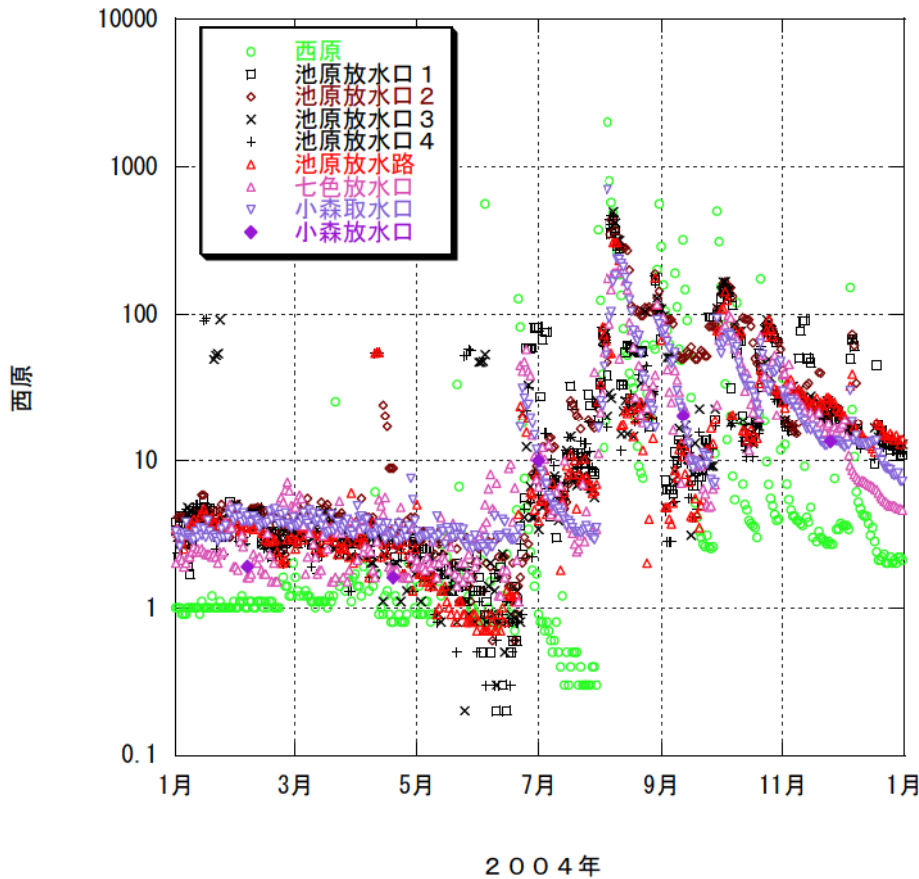 10000
1000
100
10
1
0.1
西原
西原
池原放水口１
池原放水口２
池原放水口３
池原放水口４
池原放水路
七色放水口
小森取水口
小森放水口
1月 3月 5月 7月 9月 11月 1月
２００４年